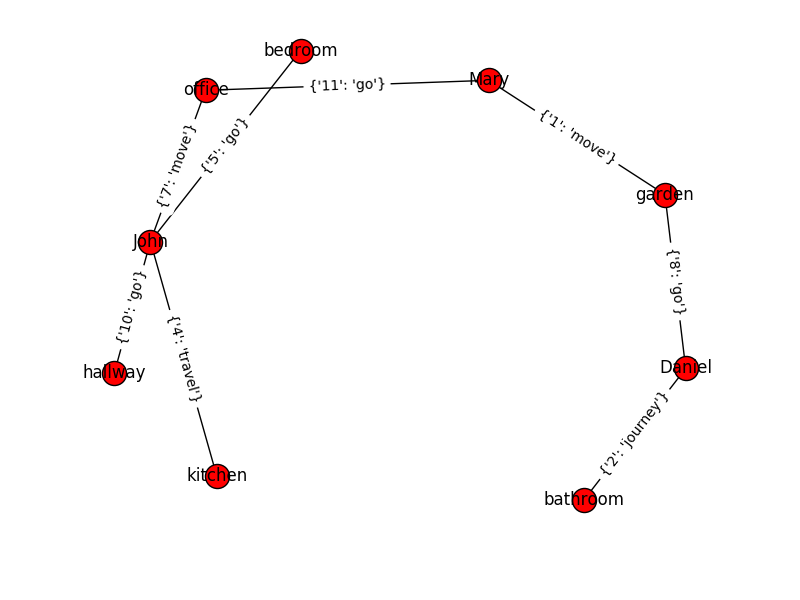 bedroom
office
{'11': 'go'}
Mary
{'7': 'move'}
{'5': 'go'}
{'1': 'move'}
garden
John
{'10': 'go'}
{'8': 'go'}
{'4': 'travel'}
hallway
Daniel
{'2': 'journey'}
kitchen
bathroom